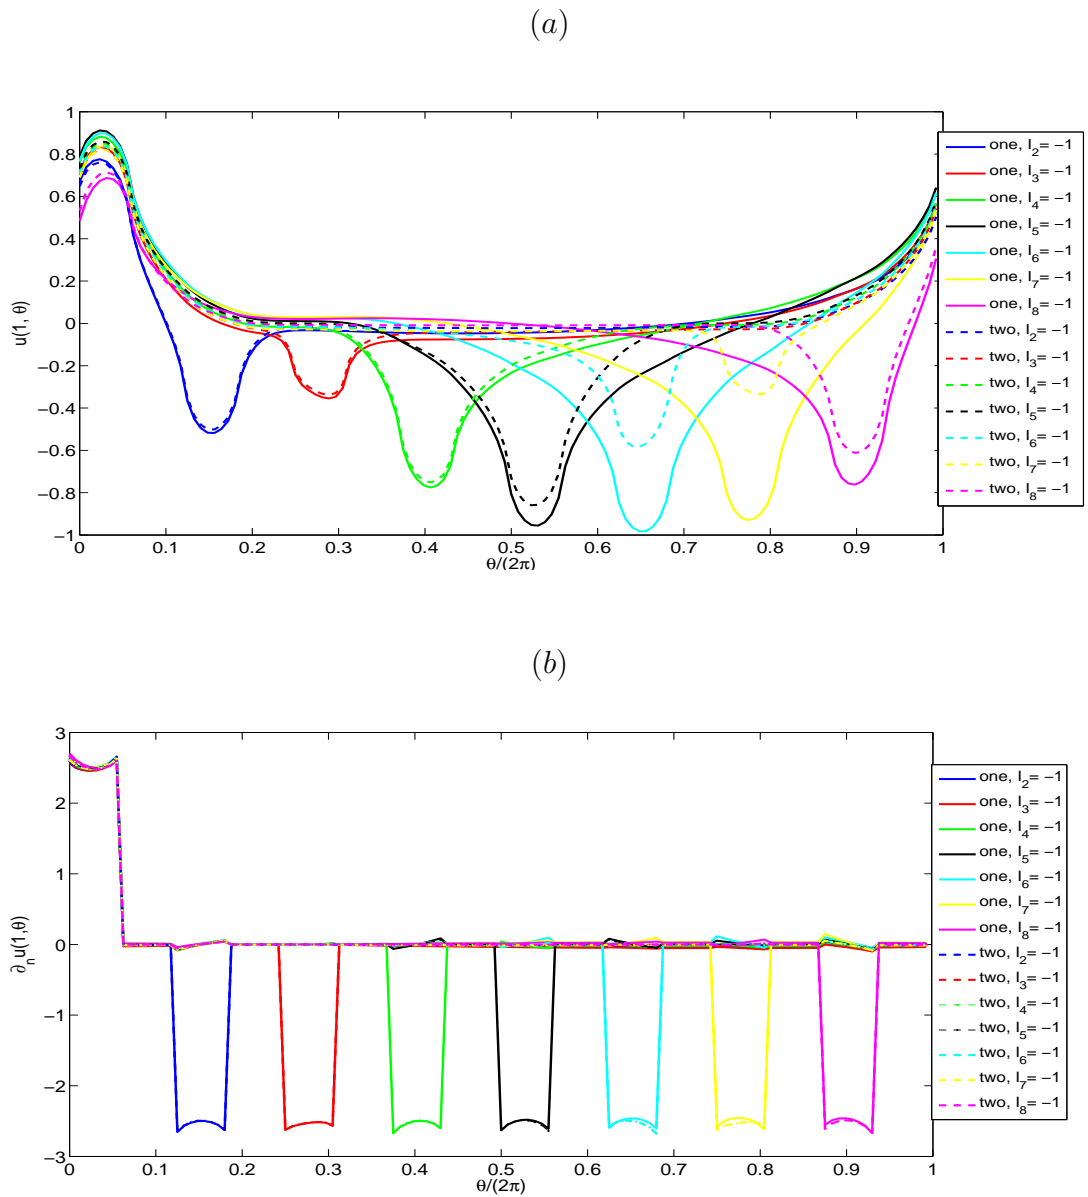 (a)
1
0.8
0.6
0.4
0.2
0
−0.2
−0.4
−0.6
−0.8
−1
u(1, θ)
0 0.1 0.2 0.3 0.4 0.5 0.6 0.7 0.8 0.9 1
θ/(2π)
one, I₂= −1
one, I₃= −1
one, I₄= −1
one, I₅= −1
one, I₆= −1
one, I₇= −1
one, I₈= −1
two, I₂= −1
two, I₃= −1
two, I₄= −1
two, I₅= −1
two, I₆= −1
two, I₇= −1
two, I₈= −1
(b)
3
2
1
0
−1
−2
−3
∂ₙu(1,θ)
0 0.1 0.2 0.3 0.4 0.5 0.6 0.7 0.8 0.9 1
θ/(2π)
one, I₂= −1
one, I₃= −1
one, I₄= −1
one, I₅= −1
one, I₆= −1
one, I₇= −1
one, I₈= −1
two, I₂= −1
two, I₃= −1
two, I₄= −1
two, I₅= −1
two, I₆= −1
two, I₇= −1
two, I₈= −1